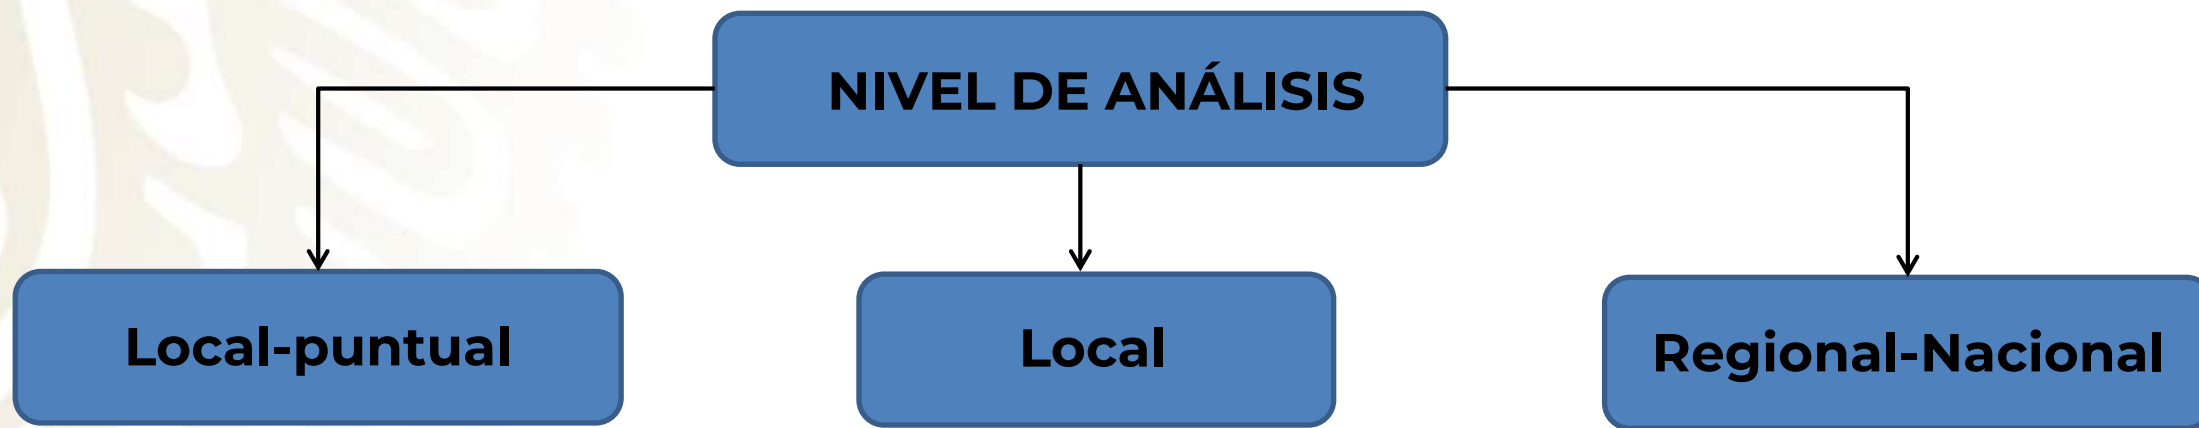 NIVEL DE ANÁLISIS
Local-puntual
Local
Regional-Nacional